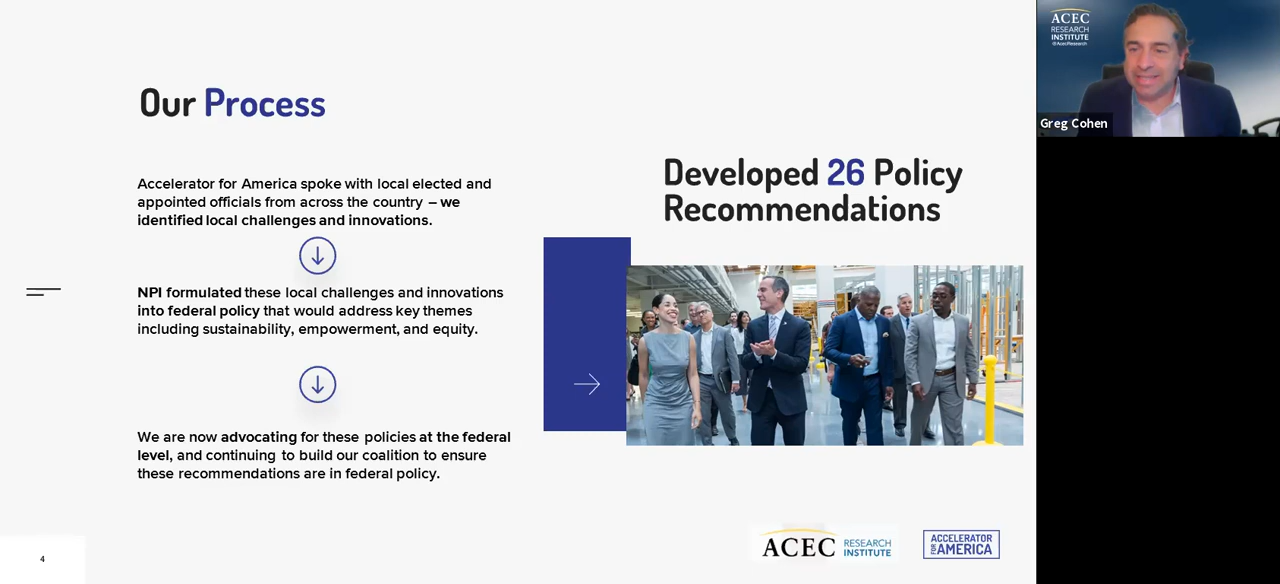 Our Process
Accelerator for America spoke with local elected and
appointed officials from across the country – we
identified local challenges and innovations.
NPI formulated these local challenges and innovations
into federal policy that would address key themes
including sustainability, empowerment, and equity.
We are now advocating for these policies at the federal
level, and continuing to build our coalition to ensure
these recommendations are in federal policy.
4
Developed 26 Policy
Recommendations
ACEC RESEARCH
INSTITUTE
ACCELERATOR
FOR AMERICA
ACEC
RESEARCH
INSTITUTE
@AcecResearch
Greg Cohen